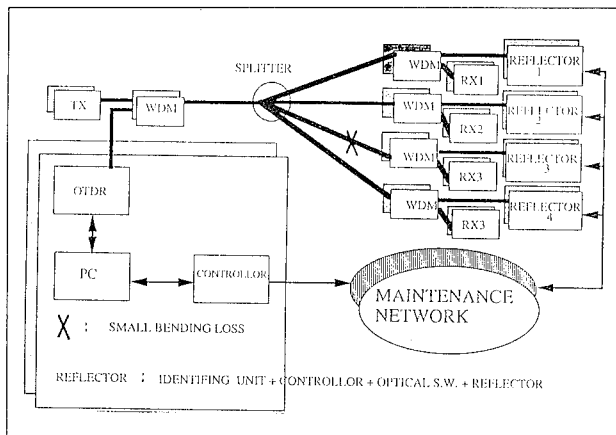 SPLITTER
TX
WDM
WDM
RX1
REFLECTOR
1
WDM
RX2
REFLECTOR
2
WDM
RX3
REFLECTOR
3
WDM
RX3
REFLECTOR
4
OTDR
PC
CONTROLLOR
MAINTENANCE
NETWORK
X : SMALL BENDING LOSS
REFLECTOR : IDENTIFING UNIT + CONTROLLOR + OPTICAL S.W. + REFLECTOR